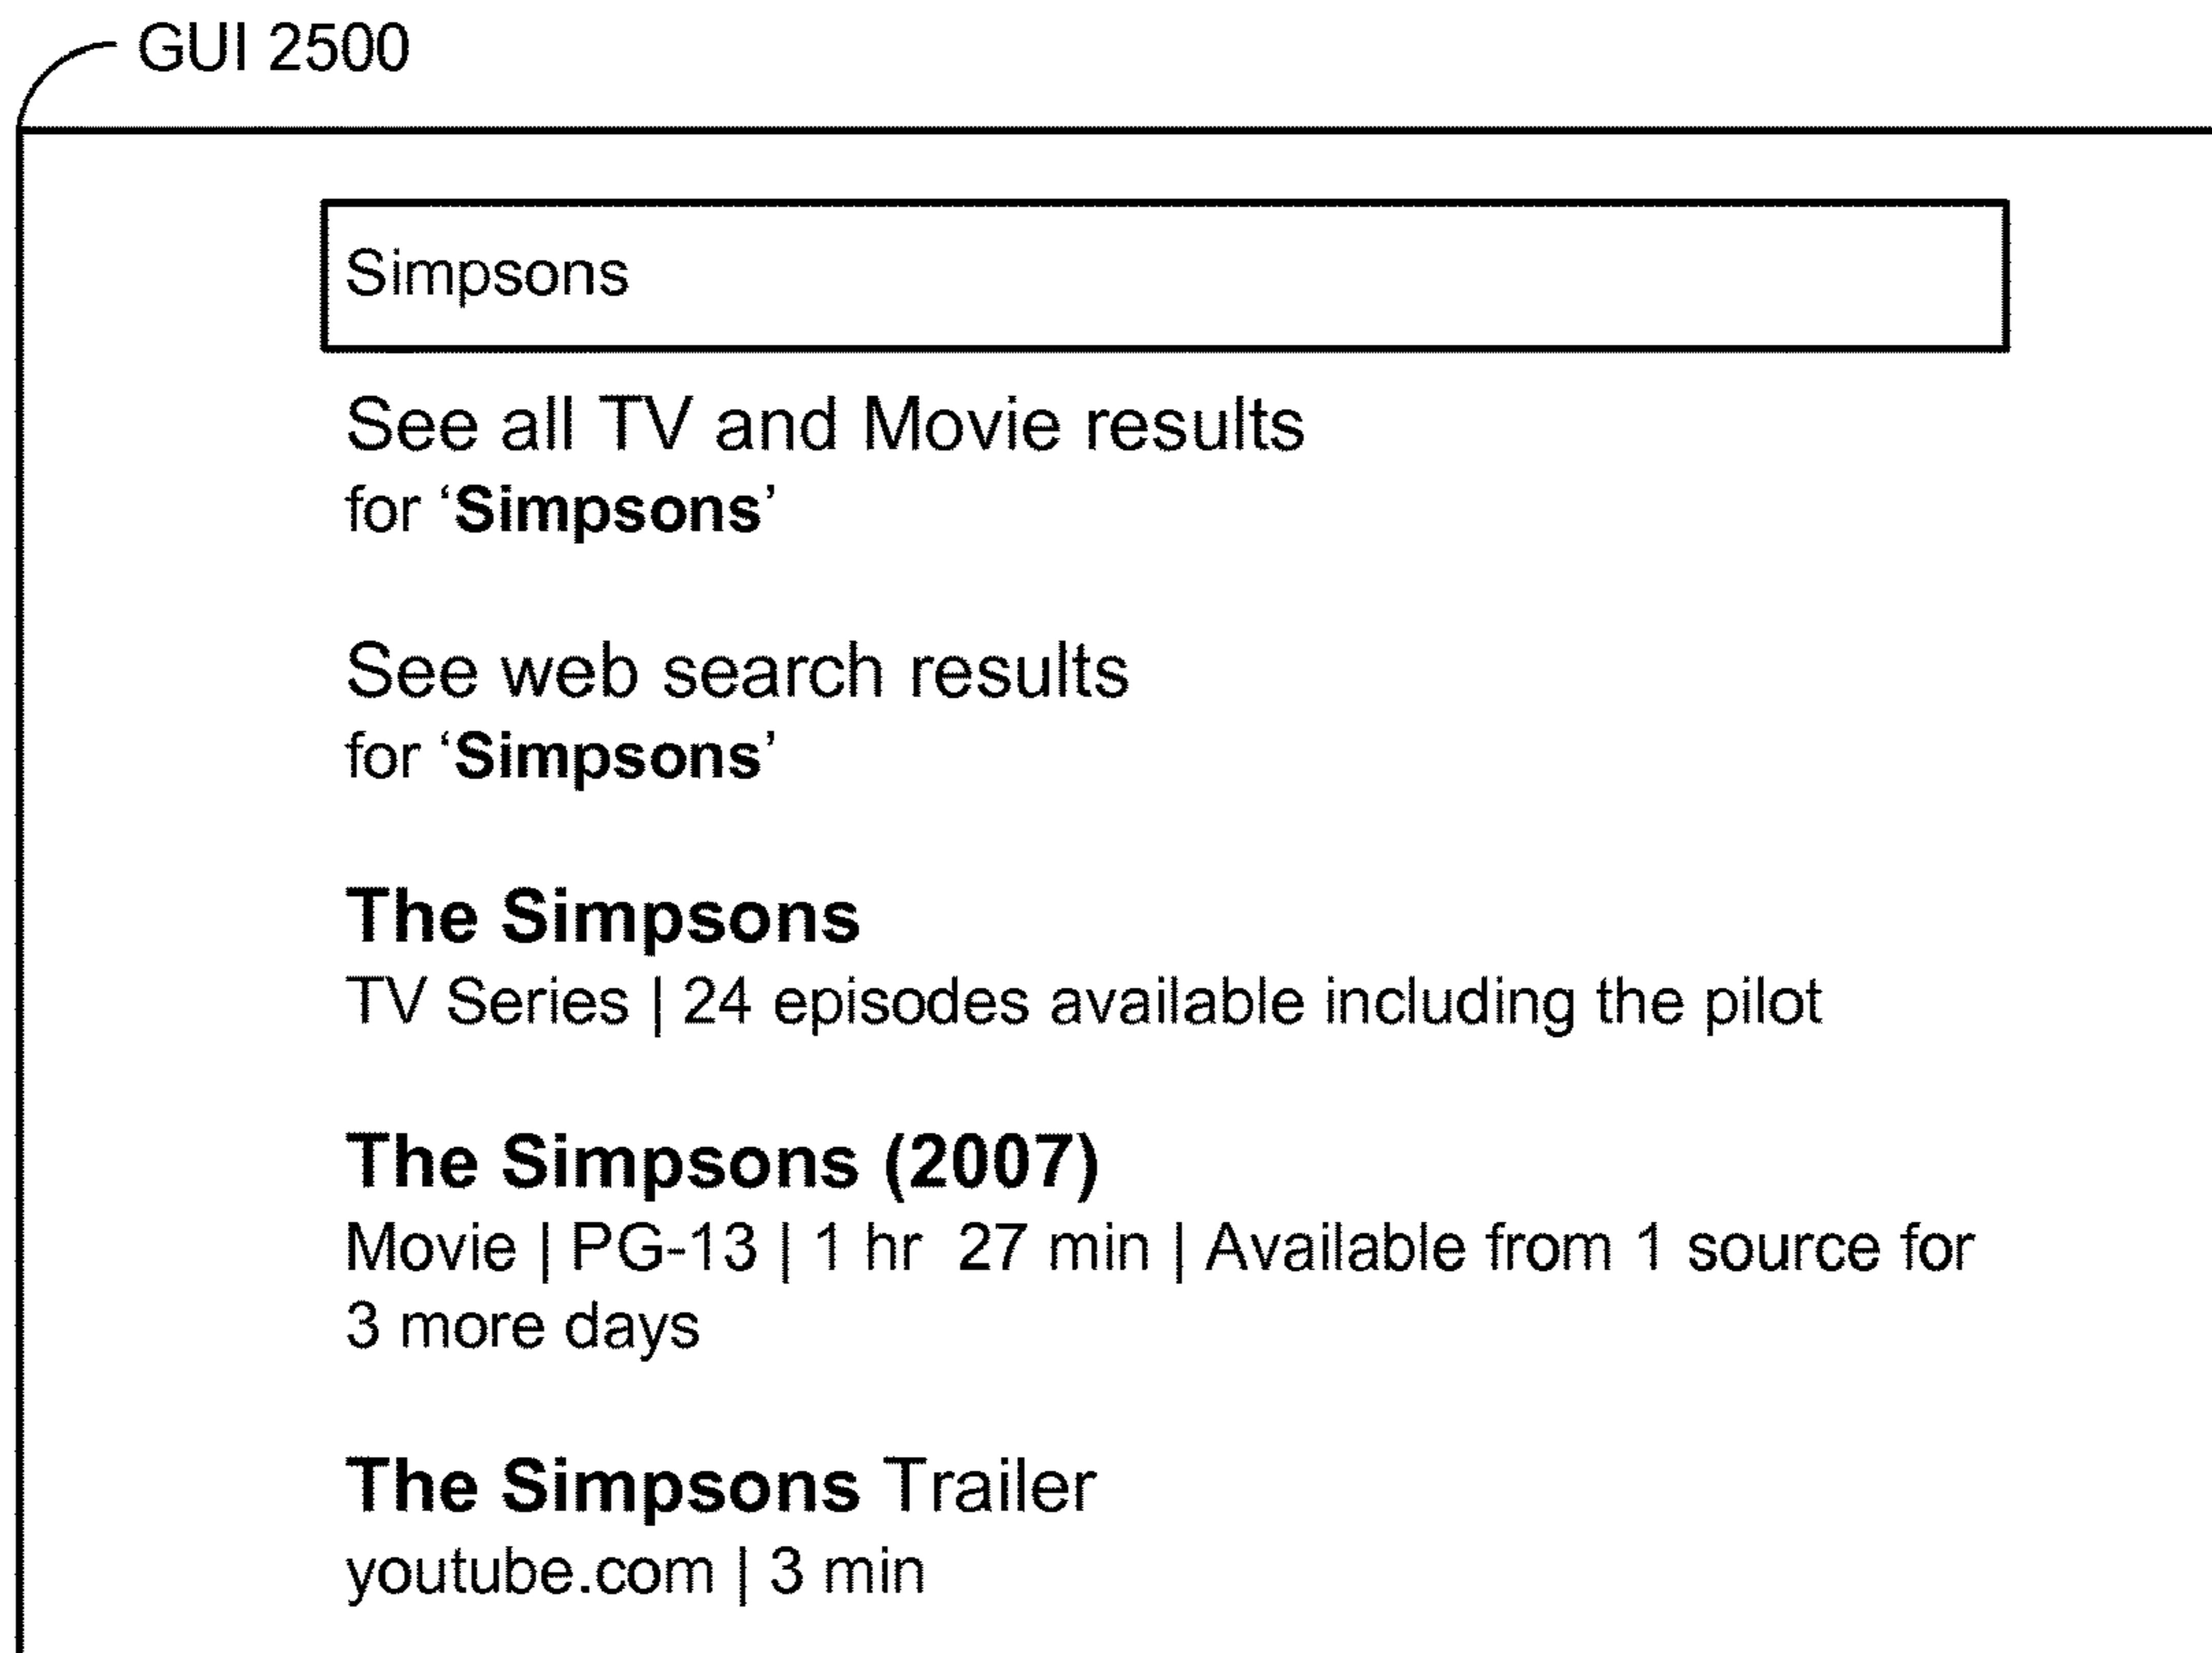 GUI 2500
Simpsons
See all TV and Movie results
for ‘Simpsons’
See web search results
for ‘Simpsons’
The Simpsons
TV Series | 24 episodes available including the pilot
The Simpsons (2007)
Movie | PG-13 | 1 hr  27 min | Available from 1 source for
3 more days
The Simpsons Trailer
youtube.com | 3 min